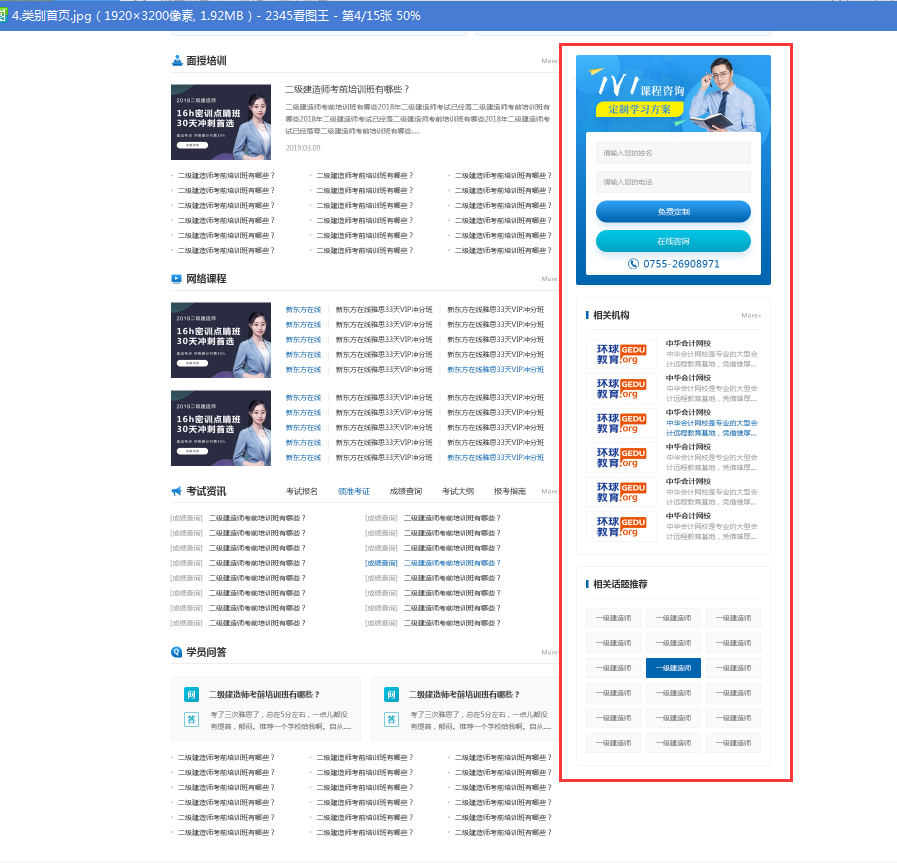 4.类别首页.jpg ( 1920×3200像素, 1.92MB ) - 2345看图王 - 第4/15张 50%
面授培训
More
2019二级建造师
16h密训点睛班
30天冲刺首选
二级建造师考前培训班有哪些？
二级建造师考前培训班有哪些2018年二级建造师考试已经落二级建造师考前培训班有
哪些2018年二级建造师考试已经落二级建造师考前培训班有哪些2018年二级建造师考
试已经落幕二级建造师考前培训班有哪些....
2019.03.09
二级建造师考前培训班有哪些？ 二级建造师考前培训班有哪些？ 二级建造师考前培训班有哪些？
二级建造师考前培训班有哪些？ 二级建造师考前培训班有哪些？ 二级建造师考前培训班有哪些？
二级建造师考前培训班有哪些？ 二级建造师考前培训班有哪些？ 二级建造师考前培训班有哪些？
二级建造师考前培训班有哪些？ 二级建造师考前培训班有哪些？ 二级建造师考前培训班有哪些？
二级建造师考前培训班有哪些？ 二级建造师考前培训班有哪些？ 二级建造师考前培训班有哪些？
二级建造师考前培训班有哪些？ 二级建造师考前培训班有哪些？ 二级建造师考前培训班有哪些？
网络课程
More
2019二级建造师
16h密训点睛班
30天冲刺首选
新东方在线 新东方在线雅思33天VIP冲分班 新东方在线雅思33天VIP冲分班
新东方在线 新东方在线雅思33天VIP冲分班 新东方在线雅思33天VIP冲分班
新东方在线 新东方在线雅思33天VIP冲分班 新东方在线雅思33天VIP冲分班
新东方在线 新东方在线雅思33天VIP冲分班 新东方在线雅思33天VIP冲分班
新东方在线 新东方在线雅思33天VIP冲分班 新东方在线雅思33天VIP冲分班
2019二级建造师
16h密训点睛班
30天冲刺首选
新东方在线 新东方在线雅思33天VIP冲分班 新东方在线雅思33天VIP冲分班
新东方在线 新东方在线雅思33天VIP冲分班 新东方在线雅思33天VIP冲分班
新东方在线 新东方在线雅思33天VIP冲分班 新东方在线雅思33天VIP冲分班
新东方在线 新东方在线雅思33天VIP冲分班 新东方在线雅思33天VIP冲分班
新东方在线 新东方在线雅思33天VIP冲分班 新东方在线雅思33天VIP冲分班
考试资讯 考试报名 领准考证 成绩查询 考试大纲 报考指南 More
[成绩查询] 二级建造师考前培训班有哪些？ [成绩查询] 二级建造师考前培训班有哪些？
[成绩查询] 二级建造师考前培训班有哪些？ [成绩查询] 二级建造师考前培训班有哪些？
[成绩查询] 二级建造师考前培训班有哪些？ [成绩查询] 二级建造师考前培训班有哪些？
[成绩查询] 二级建造师考前培训班有哪些？ [成绩查询] 二级建造师考前培训班有哪些？
[成绩查询] 二级建造师考前培训班有哪些？ [成绩查询] 二级建造师考前培训班有哪些？
[成绩查询] 二级建造师考前培训班有哪些？ [成绩查询] 二级建造师考前培训班有哪些？
[成绩查询] 二级建造师考前培训班有哪些？ [成绩查询] 二级建造师考前培训班有哪些？
[成绩查询] 二级建造师考前培训班有哪些？ [成绩查询] 二级建造师考前培训班有哪些？
学员问答
More
问 二级建造师考前培训班有哪些？
答 考了三次雅思了，总在5分左右，一点儿都没
有提高，郁闷。推荐一个学校给我啊。自从....
问 二级建造师考前培训班有哪些？
答 考了三次雅思了，总在5分左右，一点儿都没
有提高，郁闷。推荐一个学校给我啊。自从....
二级建造师考前培训班有哪些？ 二级建造师考前培训班有哪些？ 二级建造师考前培训班有哪些？
二级建造师考前培训班有哪些？ 二级建造师考前培训班有哪些？ 二级建造师考前培训班有哪些？
二级建造师考前培训班有哪些？ 二级建造师考前培训班有哪些？ 二级建造师考前培训班有哪些？
二级建造师考前培训班有哪些？ 二级建造师考前培训班有哪些？ 二级建造师考前培训班有哪些？
二级建造师考前培训班有哪些？ 二级建造师考前培训班有哪些？ 二级建造师考前培训班有哪些？
二级建造师考前培训班有哪些？ 二级建造师考前培训班有哪些？ 二级建造师考前培训班有哪些？
1V1课程咨询
定制学习方案
请输入您的姓名
请输入您的电话
免费定制
在线咨询
0755-26908971
相关机构
More>
环球GEDU
教育.org
中华会计网校
中华会计网校是专业的大型会
计远程教育基地，凭借雄厚...
环球GEDU
教育.org
中华会计网校
中华会计网校是专业的大型会
计远程教育基地，凭借雄厚...
环球GEDU
教育.org
中华会计网校
中华会计网校是专业的大型会
计远程教育基地，凭借雄厚...
环球GEDU
教育.org
中华会计网校
中华会计网校是专业的大型会
计远程教育基地，凭借雄厚...
环球GEDU
教育.org
中华会计网校
中华会计网校是专业的大型会
计远程教育基地，凭借雄厚...
环球GEDU
教育.org
中华会计网校
中华会计网校是专业的大型会
计远程教育基地，凭借雄厚...
相关话题推荐
一级建造师 一级建造师 一级建造师
一级建造师 一级建造师 一级建造师
一级建造师 一级建造师 一级建造师
一级建造师 一级建造师 一级建造师
一级建造师 一级建造师 一级建造师
一级建造师 一级建造师 一级建造师